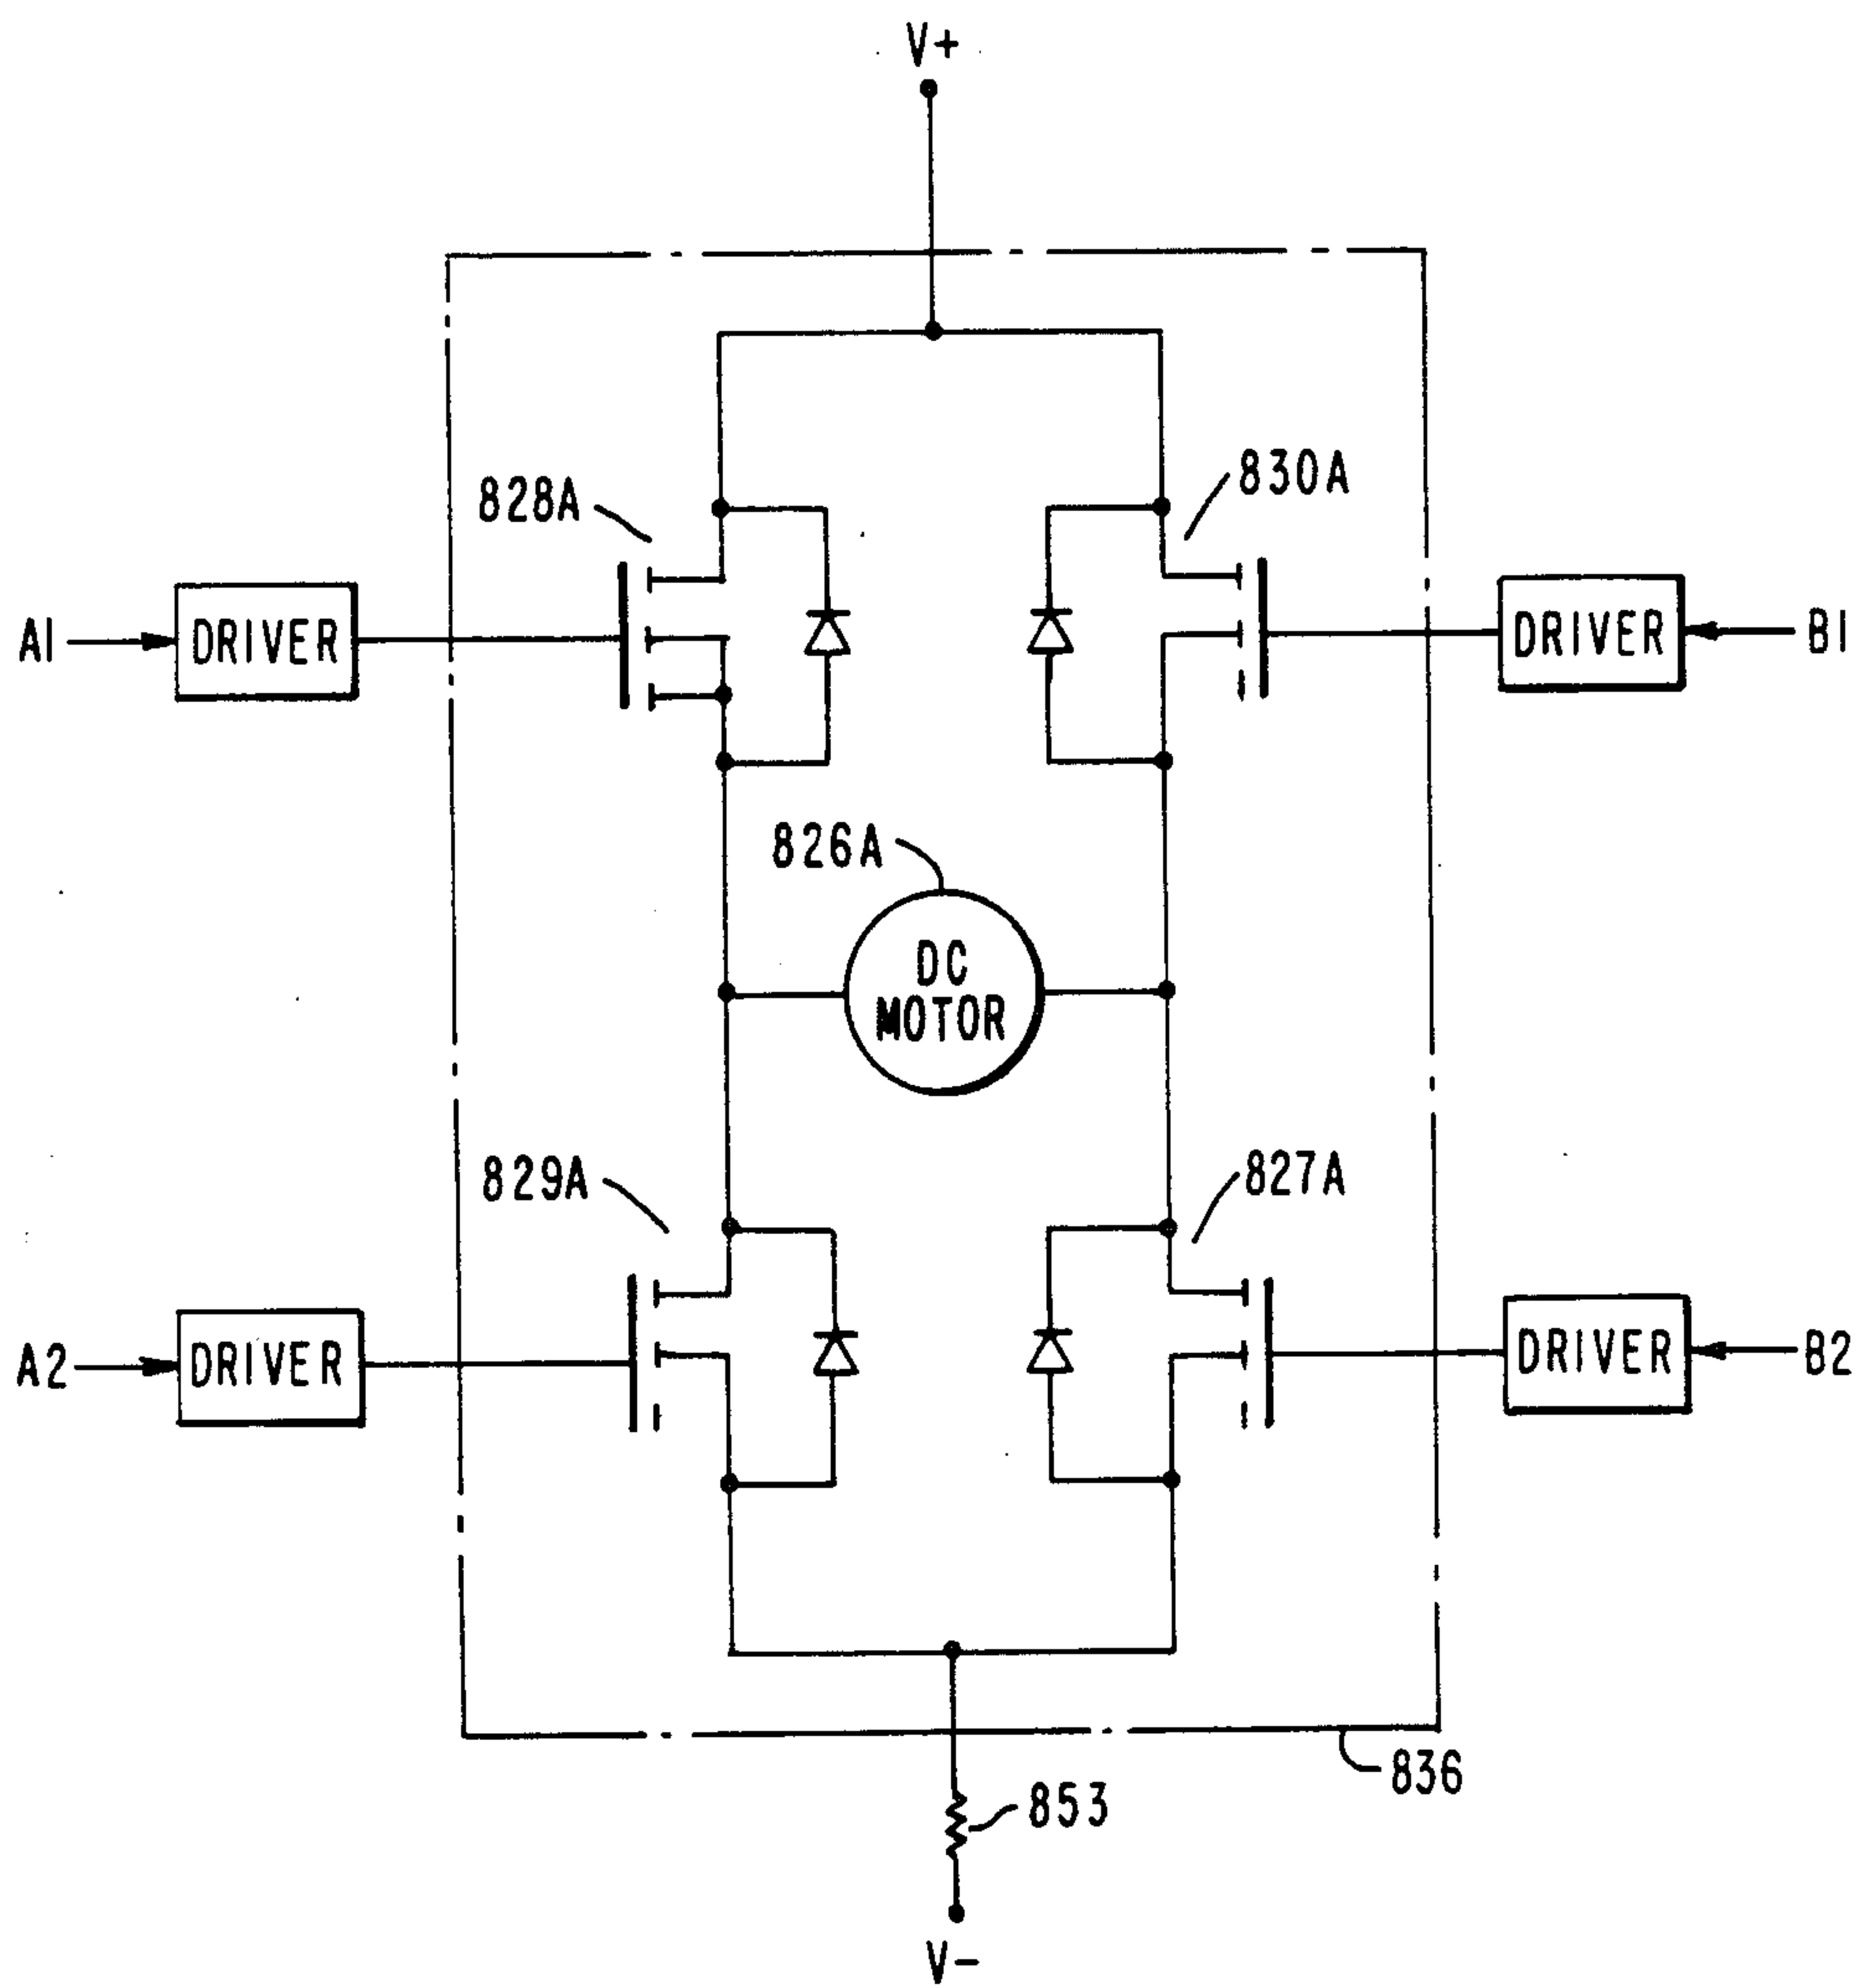 V+
828A
830A
A1
DRIVER
DRIVER
B1
826A
DC
MOTOR
829A
827A
A2
DRIVER
DRIVER
B2
836
853
V-